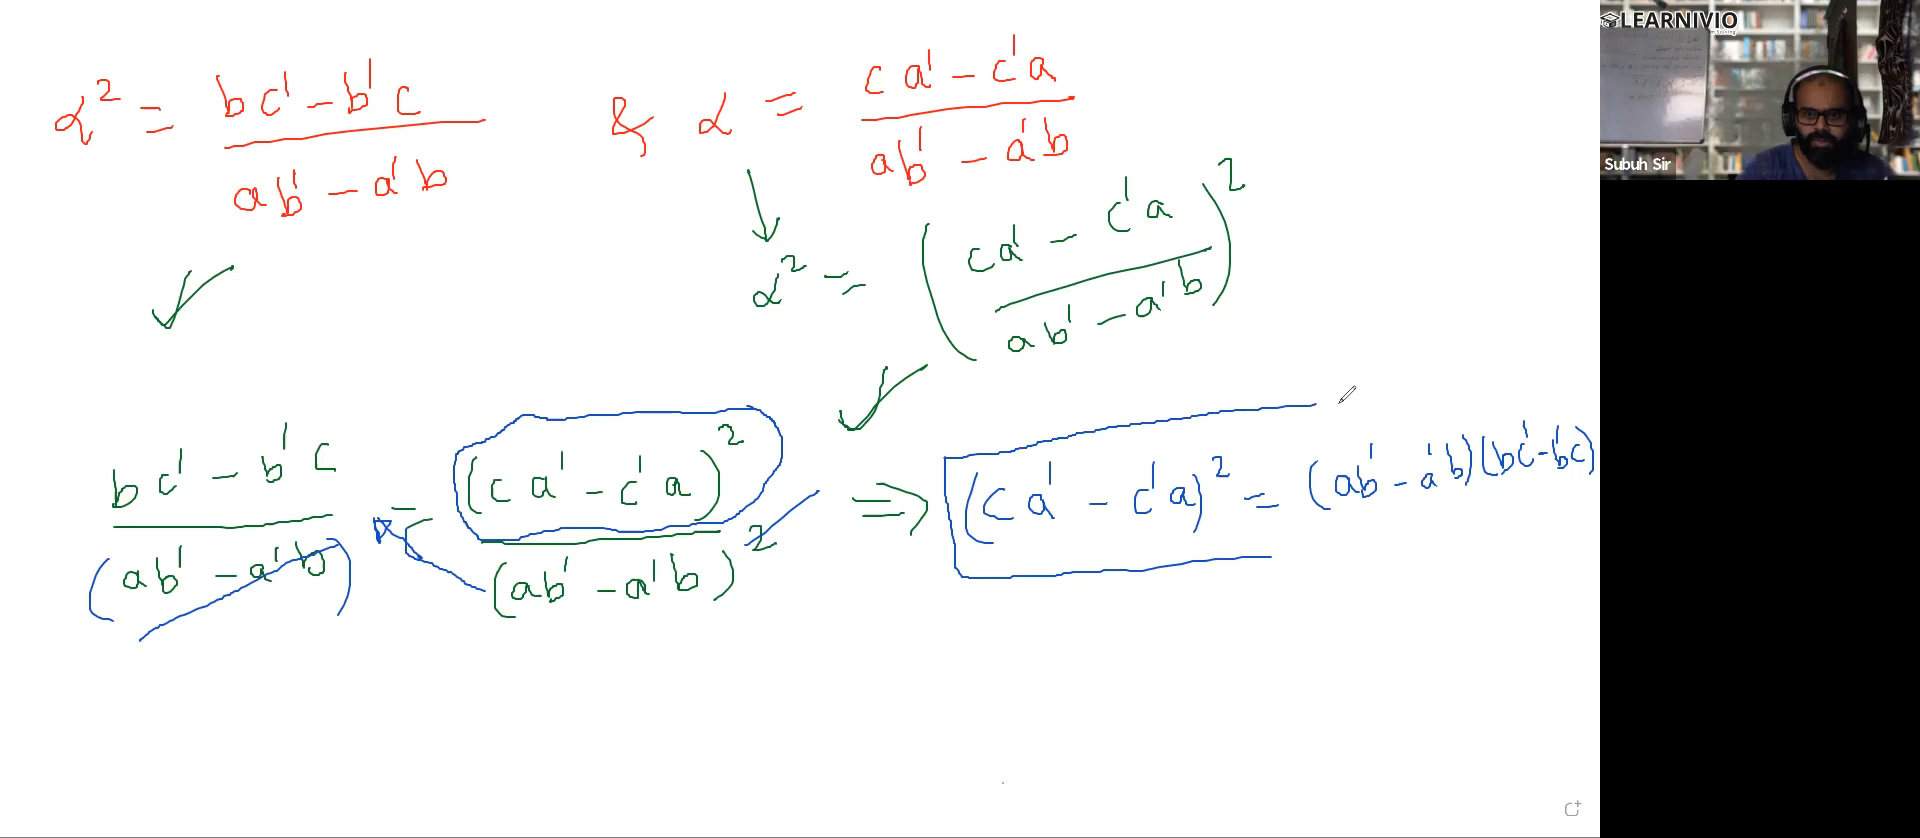 α² = bc' - b'c / ab' - a'b & α = ca' - c'a / ab' - a'b
α² = (ca' - c'a / ab' - a'b)²
bc' - b'c / (ab' - a'b) = (ca' - c'a)² / (ab' - a'b)² ⇒ (ca' - c'a)² = (ab' - a'b)(bc' - b'c)
LEARNIVIO
Subuh Sir